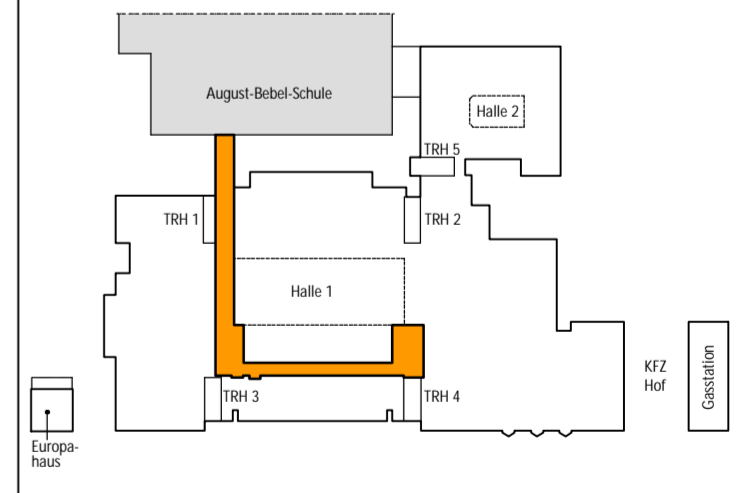 August-Bebel-Schule
Halle 2
TRH 5
TRH 1
TRH 2
Halle 1
KFZ
Hof
Gasstation
TRH 3
TRH 4
Europa-
haus